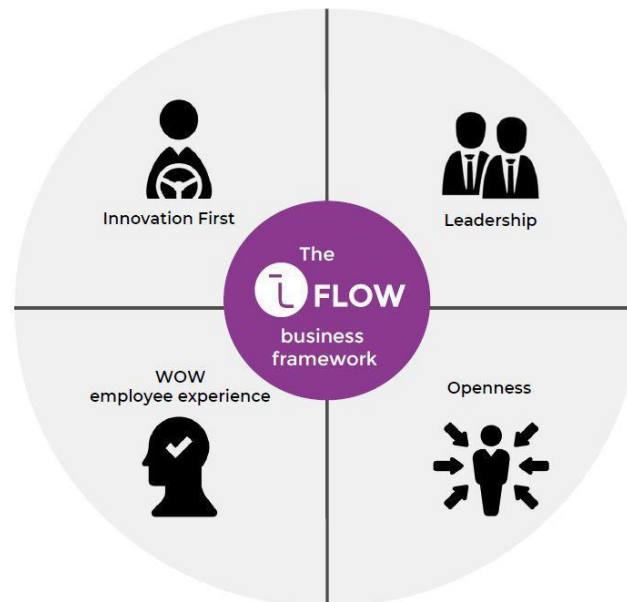 Innovation First
Leadership
The
i FLOW
business
framework
WOW
employee experience
Openness